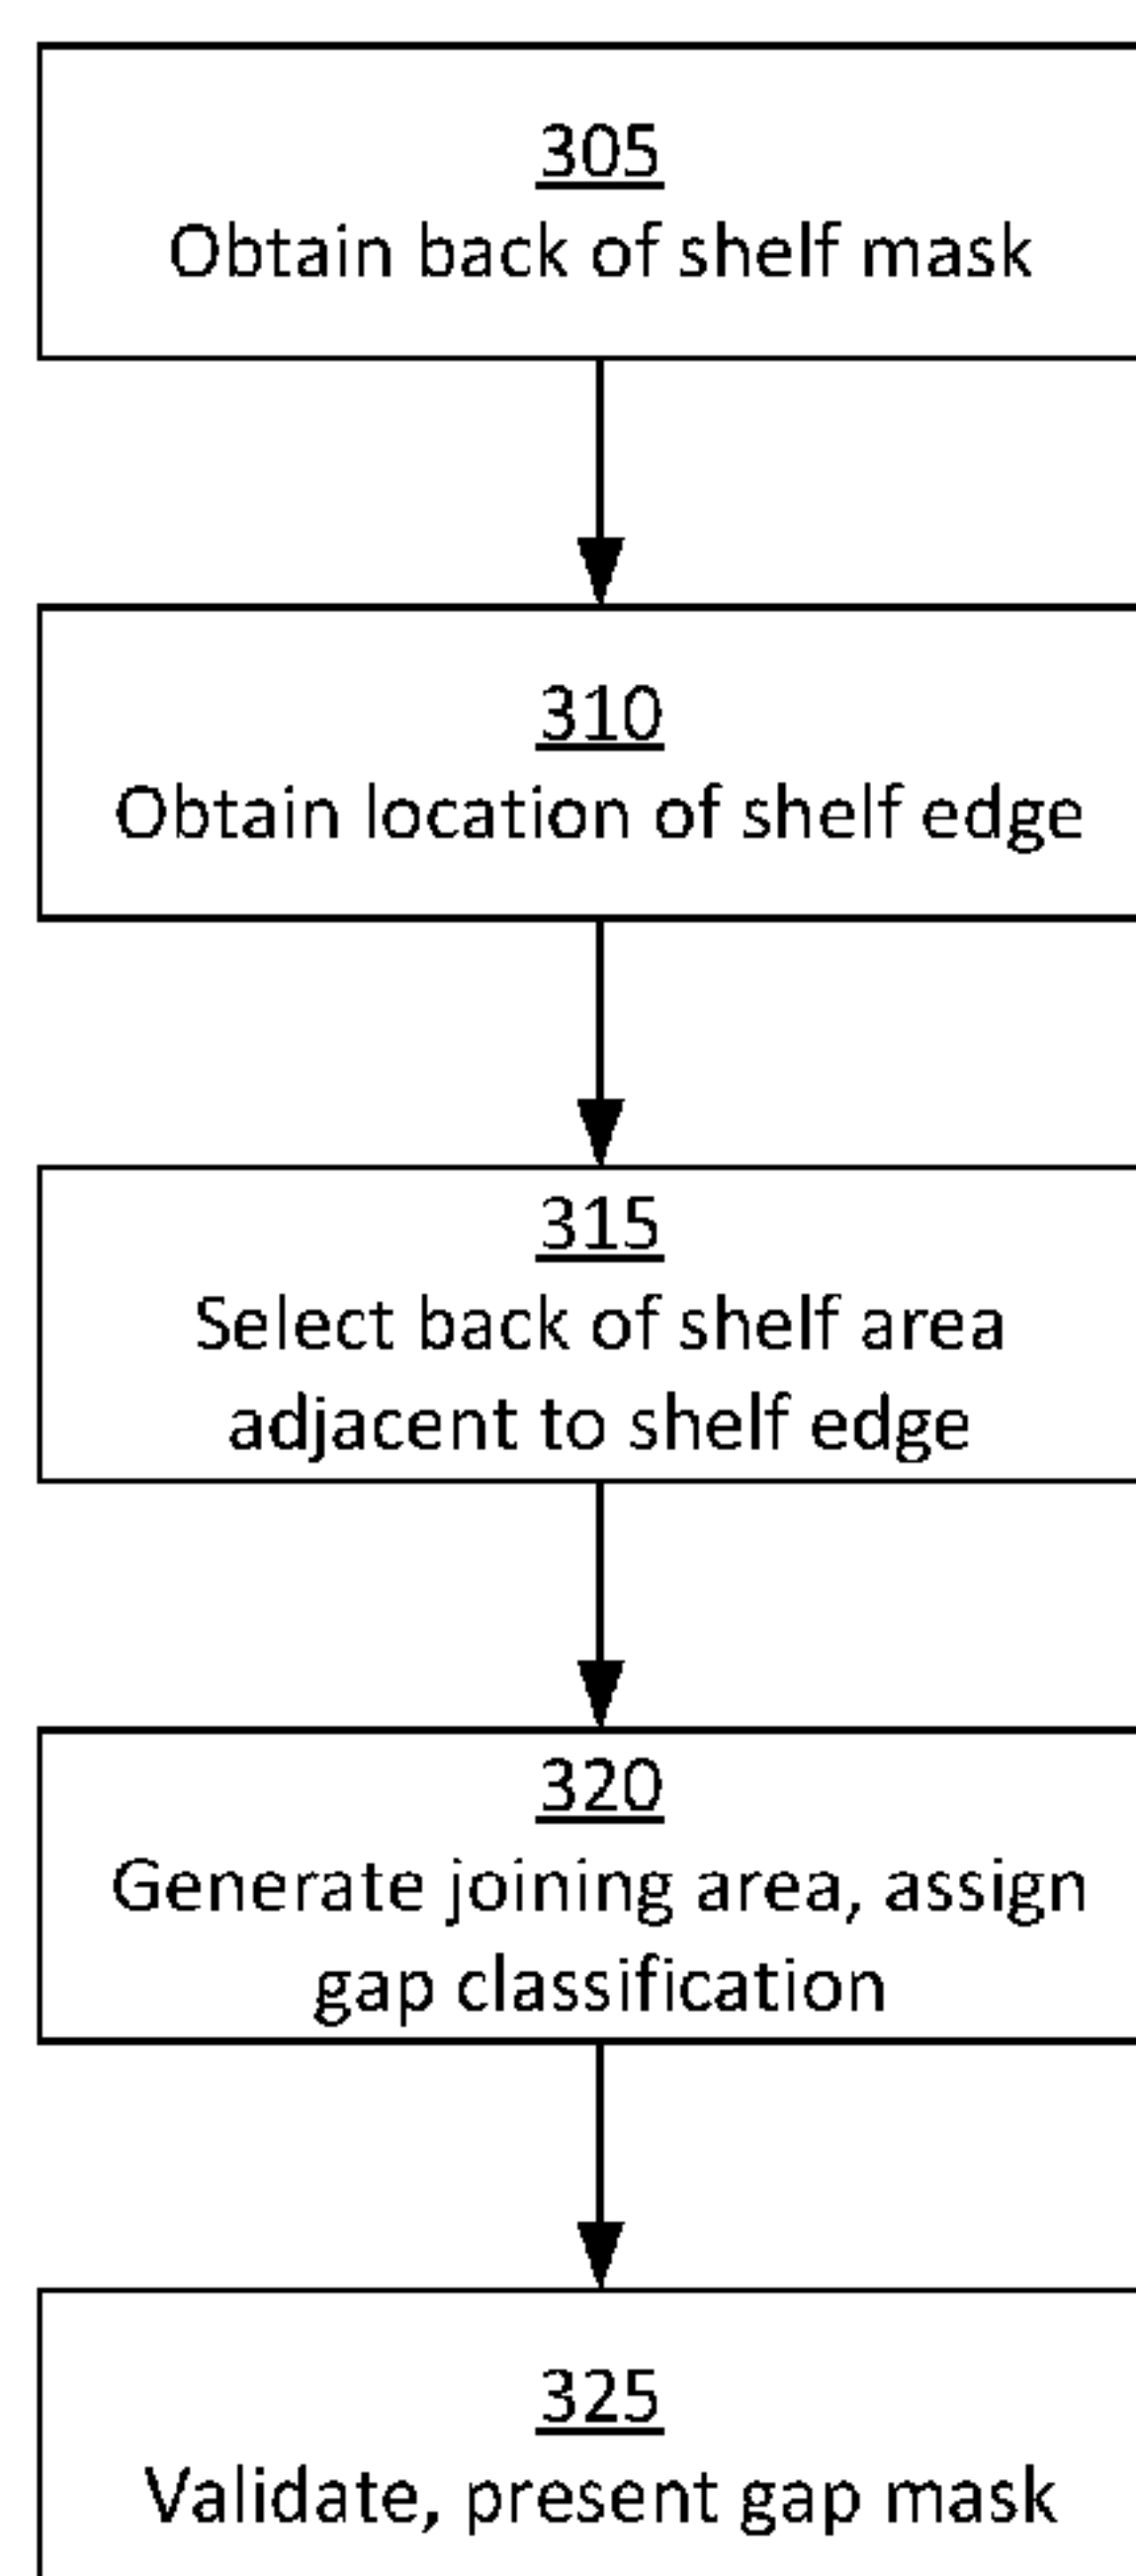 305
Obtain back of shelf mask
310
Obtain location of shelf edge
315
Select back of shelf area
adjacent to shelf edge
320
Generate joining area, assign
gap classification
325
Validate, present gap mask